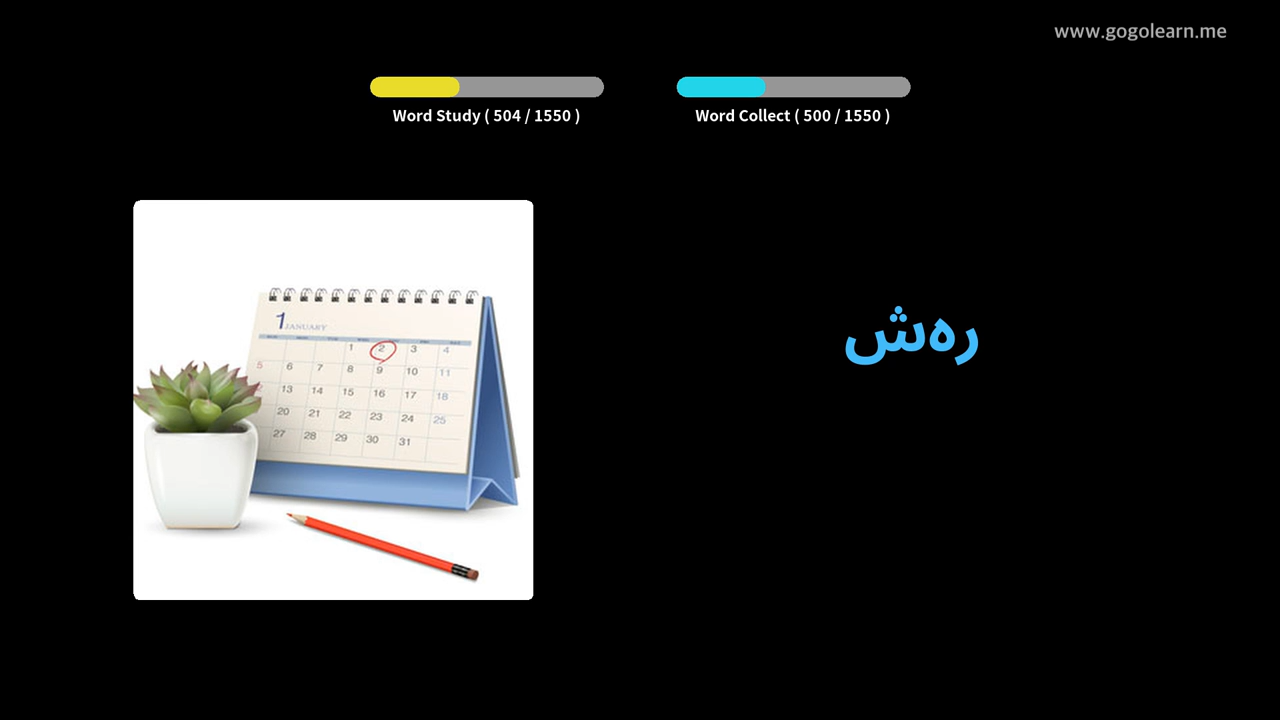 www.gogolearn.me
Word Study ( 504 / 1550 )
Word Collect ( 500 / 1550 )
رهش
1 JANUARY
1 2 3 4
5 6 7 8 9 10 11
2 13 14 15 16 17 18
20 21 22 23 24 25
27 28 29 30 31